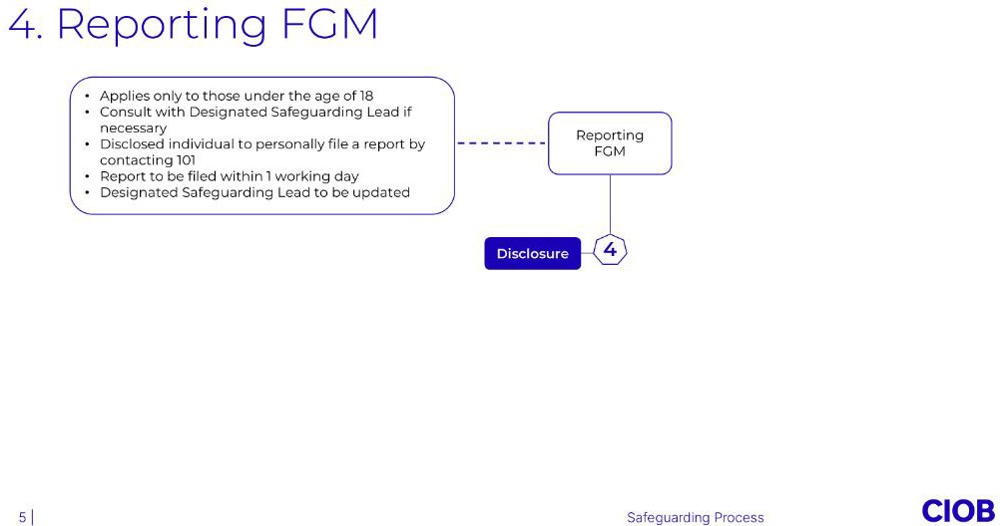 4. Reporting FGM
• Applies only to those under the age of 18
• Consult with Designated Safeguarding Lead if
necessary
• Disclosed individual to personally file a report by
contacting 101
• Report to be filed within 1 working day
• Designated Safeguarding Lead to be updated
Reporting
FGM
Disclosure
4
5 |
Safeguarding Process
CIOB